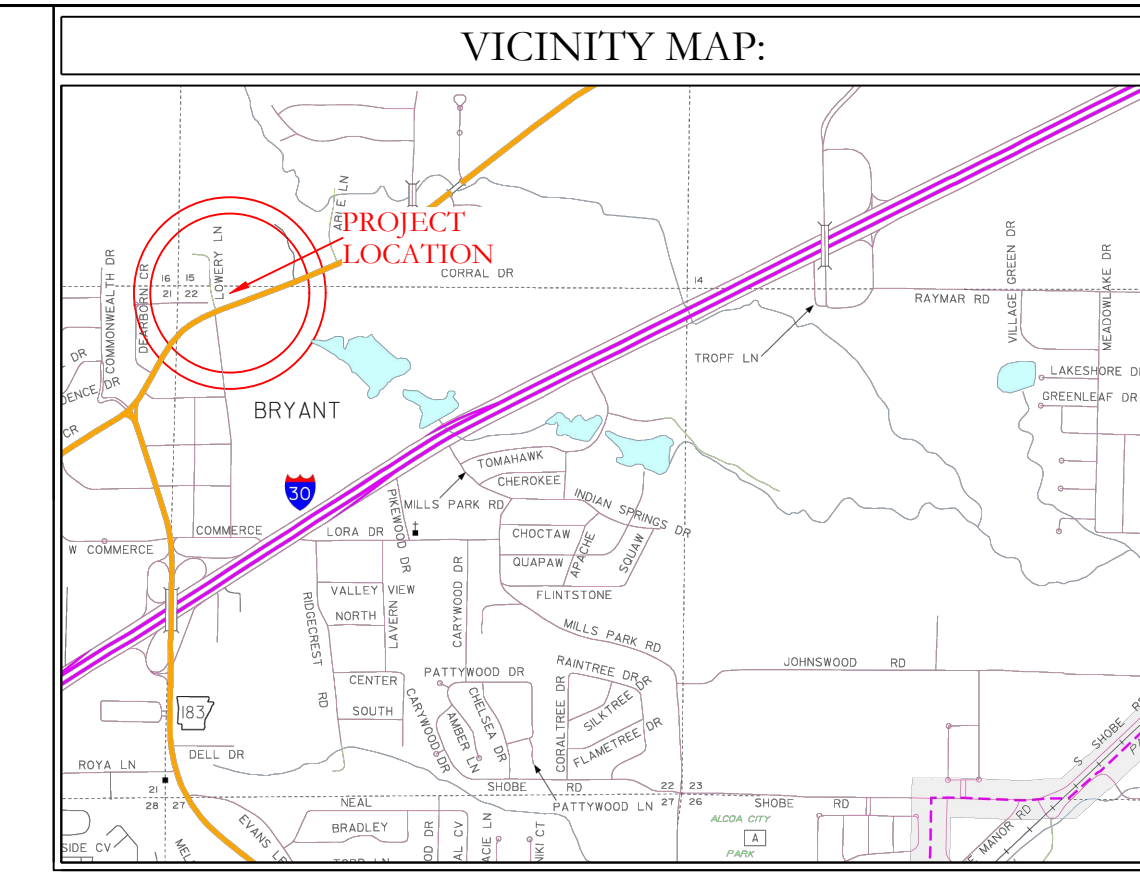 VICINITY MAP:
PROJECT
LOCATION
CORRAL DR
LOWERY LN
COMMONWEALTH DR
DEARBORN CR
16 15
21 22
14
RAYMAR RD
VILLAGE GREEN DR
MEADOWLAKE DR
TROPF LN
LAKESHORE
GREENLEAF DR
DR
CR
BRYANT
30
TOMAHAWK
CHEROKEE
MILLS PARK RD
INDIAN SPRINGS DR
PIKEWOOD DR
COMMERCE
LORA DR
W COMMERCE
CHOCTAW
APACHE
SQUAW
QUAPAW
FLINTSTONE
VALLEY VIEW
NORTH
LAVERN
CARYWOOD DR
RIDGECREST RD
MILLS PARK RD
JOHNSWOOD RD
CENTER
SOUTH
PATTYWOOD DR
RAINTREE DR
CARYWOOD DR
AMBER LN
CHELSEA DR
CORALTREE DR
SILKTREE DR
FLAMETREE DR
183
DELL DR
ROYA LN
SHOBE RD
S SHOBE
21
28 27
22 23
27 26
NEAL
BRADLEY
EVANS
PATTYWOOD LN
SHOBE RD
ALCOA CITY
A
PARK
MANOR RD
SIDE CV